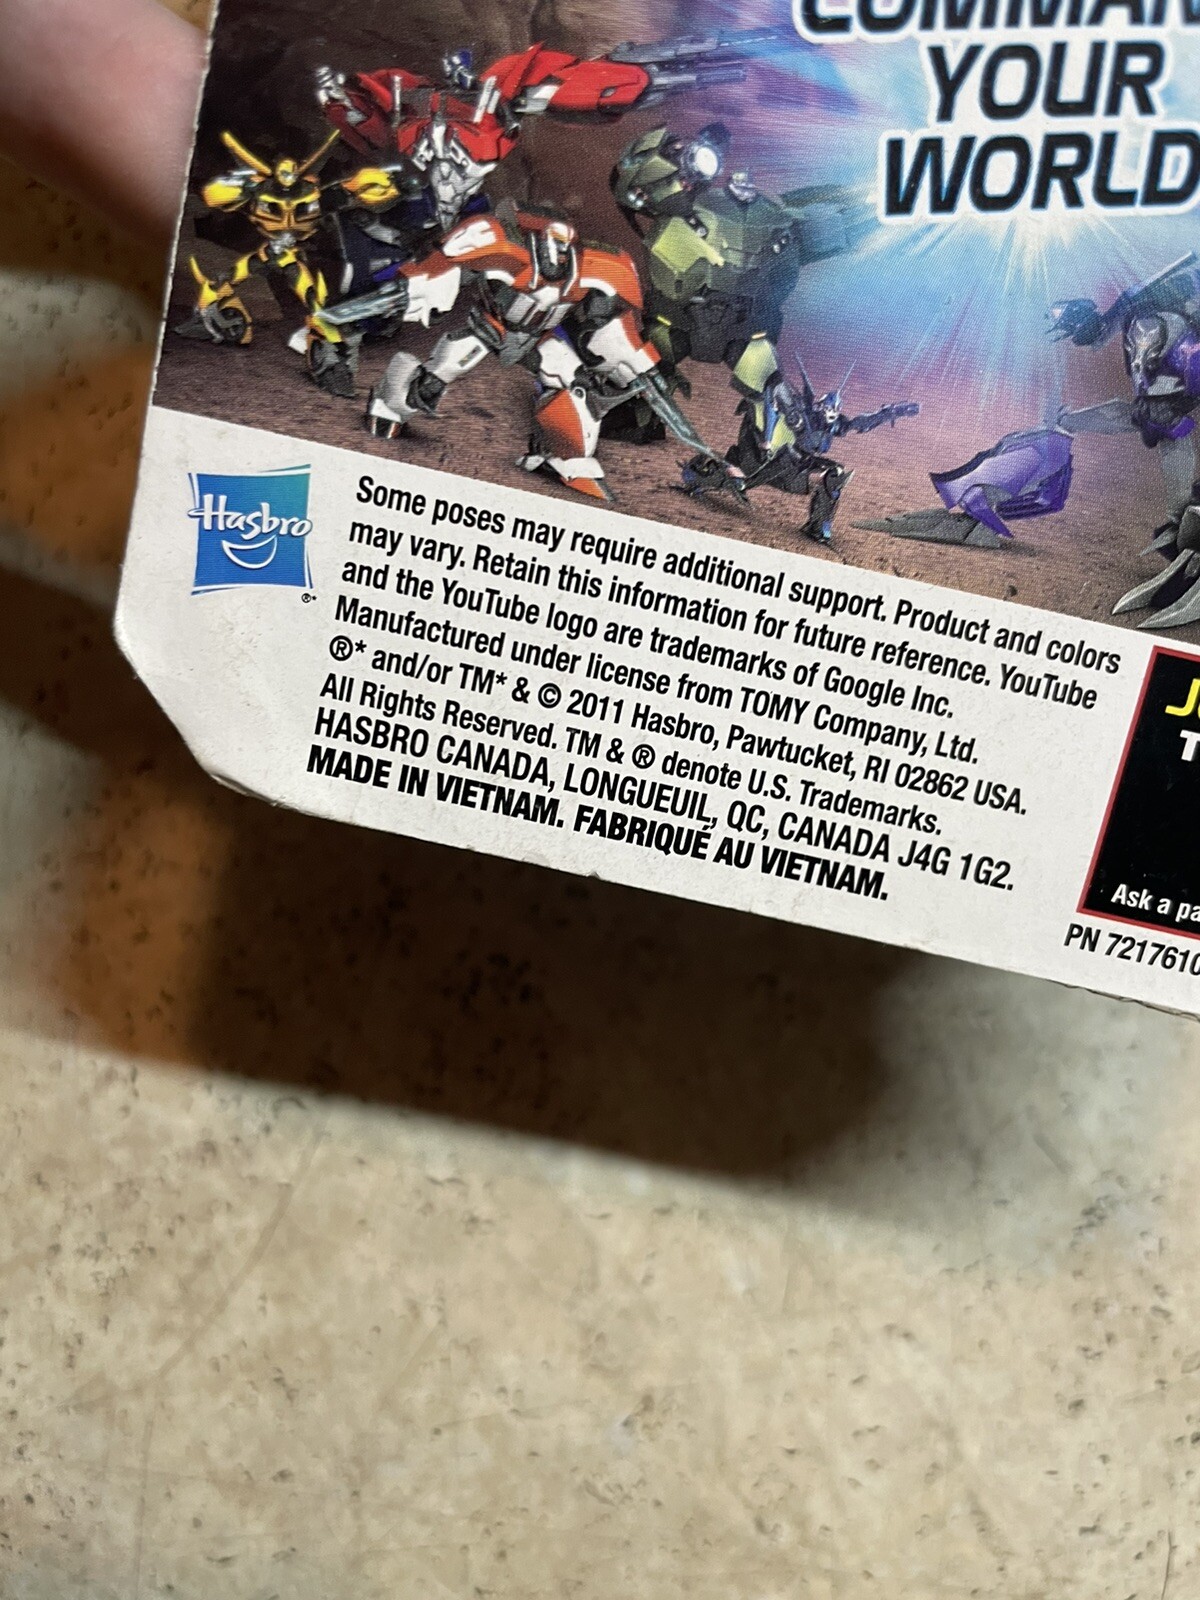 YOUR
WORLD
Hasbro
®*
Some poses may require additional support. Product and colors
may vary. Retain this information for future reference. YouTube
and the YouTube logo are trademarks of Google Inc.
Manufactured under license from TOMY Company, Ltd.
®* and/or TM* & © 2011 Hasbro, Pawtucket, RI 02862 USA.
All Rights Reserved. TM & ® denote U.S. Trademarks.
HASBRO CANADA, LONGUEUIL, QC, CANADA J4G 1G2.
MADE IN VIETNAM. FABRIQUÉ AU VIETNAM.
Ask a
PN 7217610